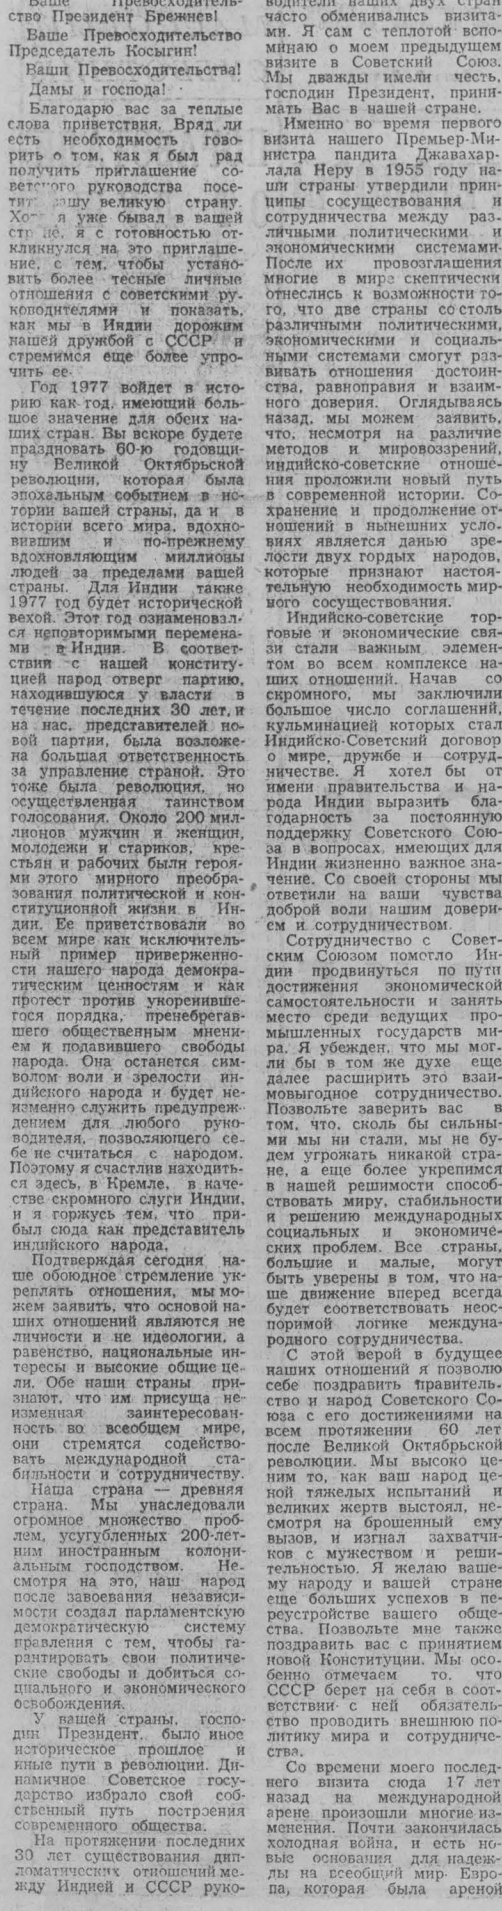 Ваше Превосходитель-
ство Президент Брежнев!
Ваше Превосходительство
Председатель Косыгин!
Ваши Превосходительства!
Дамы и господа!
Благодарю вас за теплые
слова приветствия. Вряд ли
есть необходимость гово-
рить о том, как я был рад
получить приглашение со-
ветского руководства посе-
тить вашу великую страну.
я уже бывал в вашей
я с готовностью от-
кликнулся на это приглаше-
ние, с тем, чтобы устано-
вить более тесные личные
отношения с советскими ру-
ководителями и показать,
как мы в Индии дорожим
нашей дружбой с СССР и
стремимся еще более упро-
чить ее.
Год 1977 войдет в исто-
рию как год, имеющий боль-
шое значение для обеих на-
ших стран. Вы вскоре будете
праздновать 60-ю годовщи-
ну Великой Октябрьской
революции, которая была
эпохальным событием в ис-
тории вашей страны, да и в
истории всего мира, вдохно-
вившим и по-прежнему
вдохновляющим миллионы
людей за пределами вашей
страны. Для Индии также
1977 год будет исторической
вехой. Этот год ознаменовал-
ся неповторимыми перемена-
ми в Индии. В соответ-
ствии с нашей конститу-
цией народ отверг партию,
находившуюся у власти в
течение последних 30 лет, и
на нас, представителей но-
вой партии, была возложе-
на большая ответственность
за управление страной. Это
тоже была революция, но
осуществленная таинством
голосования. Около 200 мил-
лионов мужчин и женщин,
молодежи и стариков, кре-
стьян и рабочих были героя-
ми этого мирного преобра-
зования политической и кон-
ституционной жизни в Ин-
дии. Ее приветствовали во
всем мире как исключитель-
ный пример приверженно-
сти нашего народа демокра-
тическим ценностям и как
протест против укоренивше-
гося порядка, пренебрегав-
шего общественным мнени-
ем и подавившего свободы
народа. Она останется сим-
волом воли и зрелости ин-
дийского народа и будет не-
изменно служить предупреж-
дением для любого руко-
водителя, позволяющего се-
бе не считаться с народом.
Поэтому я счастлив находить-
ся здесь, в Кремле, в каче-
стве скромного слуги Индии,
и я горжусь тем, что при-
был сюда как представитель
индийского народа.
Подтверждая сегодня на-
ше обоюдное стремление ук-
реплять отношения, мы мо-
жем заявить, что основой на-
ших отношений являются не
личности и не идеологии, а
равенство, национальные ин-
тересы и высокие общие це-
ли. Обе наши страны при-
знают, что им присуща не-
изменная заинтересован-
ность во всеобщем мире,
они стремятся содейство-
вать международной ста-
бильности и сотрудничеству.
Наша страна — древняя
страна. Мы унаследовали
огромное множество проб-
лем, усугубленных 200-лет-
ним иностранным колони-
альным господством. Не-
смотря на это, наш народ
после завоевания независи-
мости создал парламентскую
демократическую систему
правления с тем, чтобы га-
рантировать свои политиче-
ские свободы и добиться со-
циального и экономического
освобождения.
У вашей страны, госпо-
дин Президент, было иное
историческое прошлое и
иные пути в революции. Ди-
намичное Советское госу-
дарство избрало свой соб-
ственный путь построения
современного общества.
На протяжении последних
30 лет существования дип-
ломатических отношений ме-
жду Индией и СССР руко-
водители наших двух стран
часто обменивались визита-
ми. Я сам с теплотой вспо-
минаю о моем предыдущем
визите в Советский Союз.
Мы дважды имели честь,
господин Президент, прини-
мать Вас в нашей стране.
Именно во время первого
визита нашего Премьер-Ми-
нистра пандита Джавахар-
лала Неру в 1955 году на-
ши страны утвердили прин-
ципы сосуществования и
сотрудничества между раз-
личными политическими и
экономическими системами.
После их провозглашения
многие в мире скептически
отнеслись к возможности то-
го, что две страны со столь
различными политическими,
экономическими и социаль-
ными системами смогут раз-
вивать отношения достоин-
ства, равноправия и взаим-
ного доверия. Оглядываясь
назад, мы можем заявить,
что, несмотря на различие
методов и мировоззрений,
индийско-советские отноше-
ния проложили новый путь
в современной истории. Со-
хранение и продолжение от-
ношений в нынешних усло-
виях является данью зре-
лости двух гордых народов,
которые признают настоя-
тельную необходимость мир-
ного сосуществования.
Индийско-советские тор-
говые и экономические свя-
зи стали важным элемен-
том во всем комплексе на-
ших отношений. Начав со
скромного, мы заключили
большое число соглашений,
кульминацией которых стал
Индийско-Советский договор
о мире, дружбе и сотруд-
ничестве. Я хотел бы от
имени правительства и на-
рода Индии выразить бла-
годарность за постоянную
поддержку Советского Сою-
за в вопросах, имеющих для
Индии жизненно важное зна-
чение. Со своей стороны мы
ответили на ваши чувства
доброй воли нашим довери-
ем и сотрудничеством.
Сотрудничество с Совет-
ским Союзом помогло Ин-
дии продвинуться по пути
достижения экономической
самостоятельности и занять
место среди ведущих про-
мышленных государств ми-
ра. Я убежден, что мы мог-
ли бы в том же духе еще
далее расширить это взаи-
мовыгодное сотрудничество.
Позвольте заверить вас в
том, что, сколь бы сильны-
ми мы ни стали, мы не бу-
дем угрожать никакой стра-
не, а еще более укрепимся
в нашей решимости способ-
ствовать миру, стабильности
и решению международных
социальных и экономиче-
ских проблем. Все страны,
большие и малые, могут
быть уверены в том, что на-
ше движение вперед всегда
будет соответствовать неос-
поримой логике междуна-
родного сотрудничества.
С этой верой в будущее
наших отношений я позволю
себе поздравить правитель-
ство и народ Советского Со-
юза с его достижениями на
всем протяжении 60 лет
после Великой Октябрьской
революции. Мы высоко це-
ним то, как ваш народ це-
ной тяжелых испытаний и
великих жертв выстоял, не-
смотря на брошенный ему
вызов, и изгнал захватчи-
ков с мужеством и реши-
тельностью. Я желаю ваше-
му народу и вашей стране
еще больших успехов в пе-
реустройстве вашего обще-
ства. Позвольте мне также
поздравить вас с принятием
новой Конституции. Мы осо-
бенно отмечаем то, что
СССР берет на себя в соот-
ветствии с ней обязатель-
ство проводить внешнюю по-
литику мира и сотрудниче-
ства.
Со времени моего послед-
него визита сюда 17 лет
назад на международной
арене произошли многие из-
менения. Почти закончилась
холодная война, и есть но-
вые основания для надеж-
ды на всеобщий мир. Евро-
па, которая была ареной